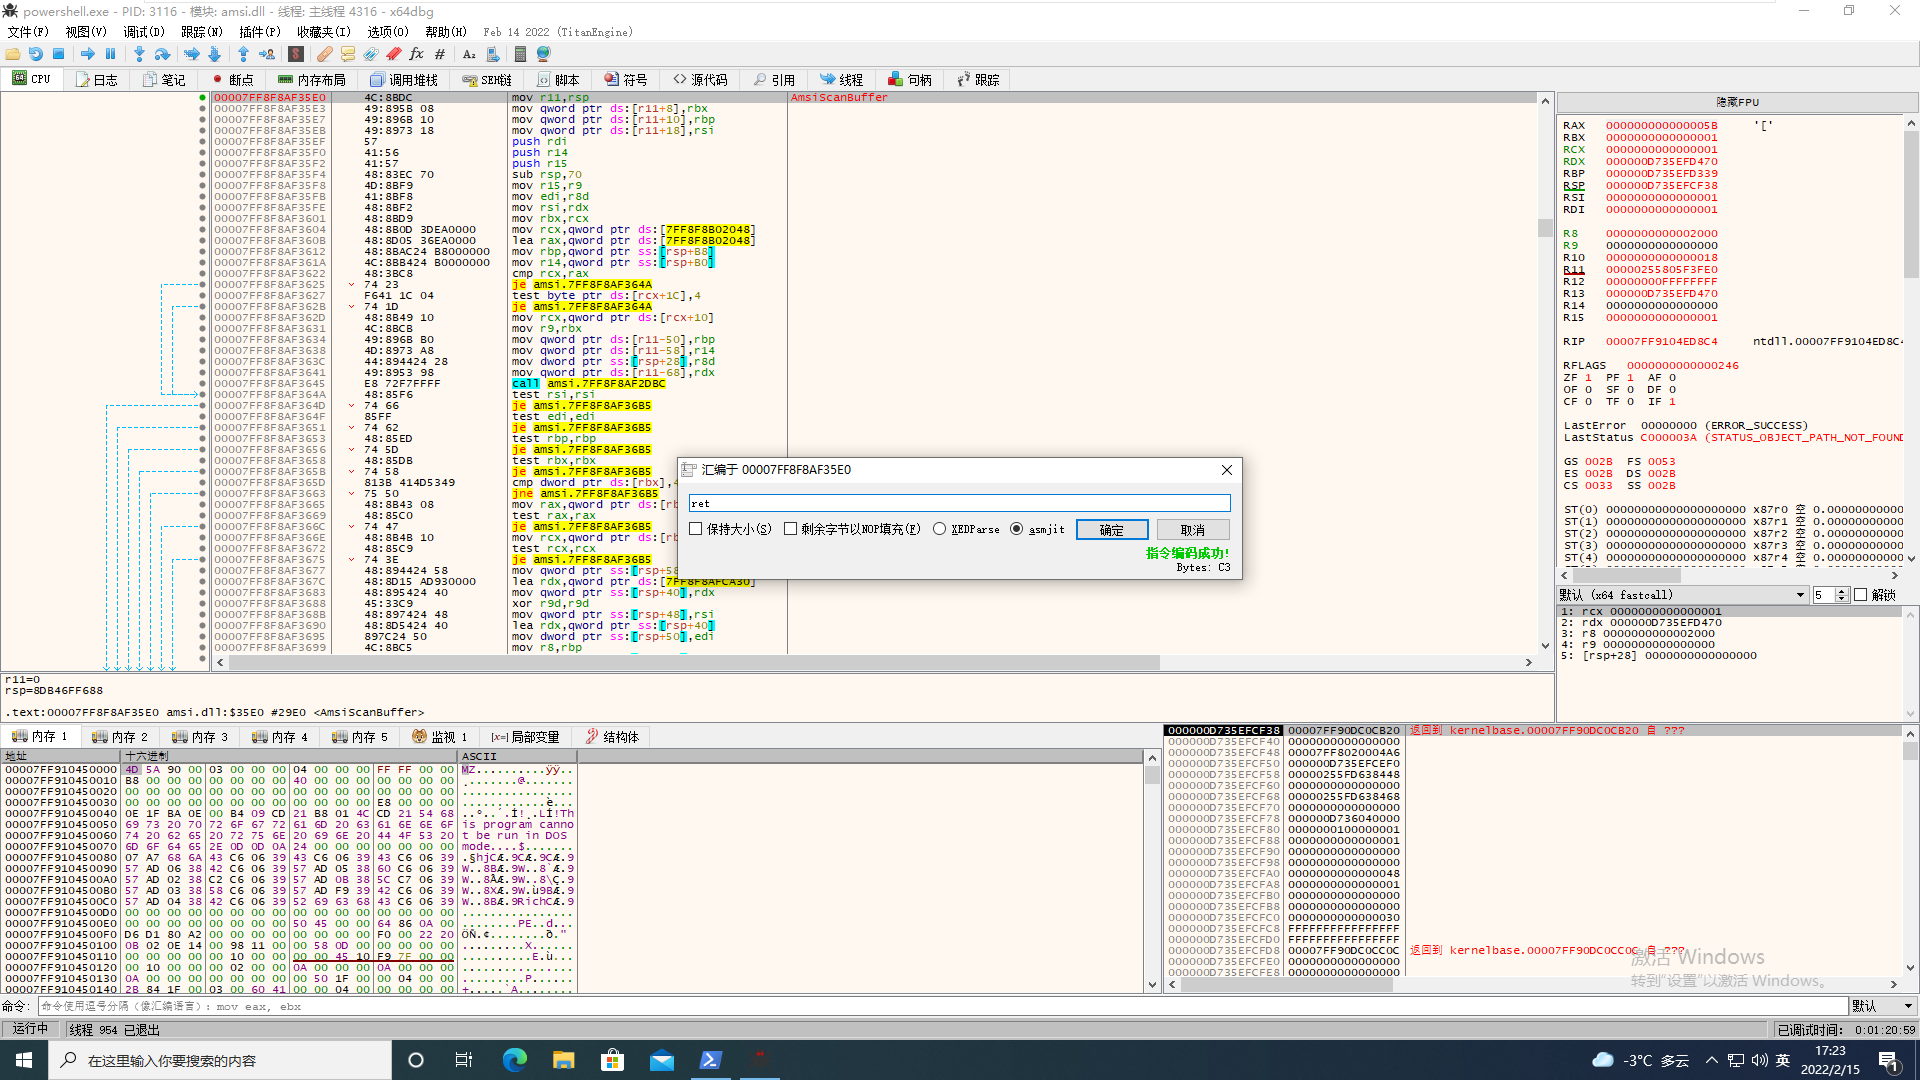 powershell.exe - PID: 3116 - 模块: amsi.dll - 线程: 主线程 4316 - x64dbg
文件(F) 视图(V) 调试(D) 跟踪(N) 插件(P) 收藏夹(I) 选项(O) 帮助(H) Feb 14 2022 (TitanEngine)
CPU 日志 笔记 断点 内存布局 调用堆栈 SEH链 脚本 符号 源代码 引用 线程 句柄 跟踪
00007FF8F8AF35E0 4C:8BDC mov r11,rsp AmsiScanBuffer
00007FF8F8AF35E3 49:895B 08 mov qword ptr ds:[r11+8],rbx
00007FF8F8AF35E7 49:896B 10 mov qword ptr ds:[r11+10],rbp
00007FF8F8AF35EB 49:8973 18 mov qword ptr ds:[r11+18],rsi
00007FF8F8AF35EF 57 push rdi
00007FF8F8AF35F0 41:56 push r14
00007FF8F8AF35F2 41:57 push r15
00007FF8F8AF35F4 48:83EC 70 sub rsp,70
00007FF8F8AF35F8 4D:8BF9 mov r15,r9
00007FF8F8AF35FB 41:8BF8 mov edi,r8d
00007FF8F8AF35FE 48:8BF2 mov rsi,rdx
00007FF8F8AF3601 48:8BD9 mov rbx,rcx
00007FF8F8AF3604 48:8B0D 3DEA0000 mov rcx,qword ptr ds:[7FF8F8B02048]
00007FF8F8AF360B 48:8D05 36EA0000 lea rax,qword ptr ds:[7FF8F8B02048]
00007FF8F8AF3612 48:8BAC24 B8000000 mov rbp,qword ptr ss:[rsp+B8]
00007FF8F8AF361A 4C:8BB424 B0000000 mov r14,qword ptr ss:[rsp+B0]
00007FF8F8AF3622 48:3BC8 cmp rcx,rax
00007FF8F8AF3625 74 23 je amsi.7FF8F8AF364A
00007FF8F8AF3627 F641 1C 04 test byte ptr ds:[rcx+1C],4
00007FF8F8AF362B 74 1D je amsi.7FF8F8AF364A
00007FF8F8AF362D 48:8B49 10 mov rcx,qword ptr ds:[rcx+10]
00007FF8F8AF3631 4C:8BCB mov r9,rbx
00007FF8F8AF3634 49:896B B0 mov qword ptr ds:[r11-50],rbp
00007FF8F8AF3638 4D:8973 A8 mov qword ptr ds:[r11-58],r14
00007FF8F8AF363C 44:894424 28 mov dword ptr ss:[rsp+28],r8d
00007FF8F8AF3641 49:8953 98 mov qword ptr ds:[r11-68],rdx
00007FF8F8AF3645 E8 72F7FFFF call amsi.7FF8F8AF2DBC
00007FF8F8AF364A 48:85F6 test rsi,rsi
00007FF8F8AF364D 74 66 je amsi.7FF8F8AF36B5
00007FF8F8AF364F 85FF test edi,edi
00007FF8F8AF3651 74 62 je amsi.7FF8F8AF36B5
00007FF8F8AF3653 48:85ED test rbp,rbp
00007FF8F8AF3656 74 5D je amsi.7FF8F8AF36B5
00007FF8F8AF3658 48:85DB test rbx,rbx
00007FF8F8AF365B 74 58 je amsi.7FF8F8AF36B5
00007FF8F8AF365D 813B 414D5349 cmp dword ptr ds:[rbx],4
00007FF8F8AF3663 75 50 jne amsi.7FF8F8AF36B5
00007FF8F8AF3665 48:8B43 08 mov rax,qword ptr ds:[rb
00007FF8F8AF3669 48:85C0 test rax,rax
00007FF8F8AF366C 74 47 je amsi.7FF8F8AF36B5
00007FF8F8AF366E 48:8B4B 10 mov rcx,qword ptr ds:[rb
00007FF8F8AF3672 48:85C9 test rcx,rcx
00007FF8F8AF3675 74 3E je amsi.7FF8F8AF36B5
00007FF8F8AF3677 48:894424 58 mov qword ptr ss:[rsp+58
00007FF8F8AF367C 48:8D15 AD930000 lea rdx,qword ptr ds:[7FF8F8AFCA30]
00007FF8F8AF3683 48:895424 40 mov qword ptr ss:[rsp+40],rdx
00007FF8F8AF3688 45:33C9 xor r9d,r9d
00007FF8F8AF368B 48:897424 48 mov qword ptr ss:[rsp+48],rsi
00007FF8F8AF3690 48:8D5424 40 lea rdx,qword ptr ss:[rsp+40]
00007FF8F8AF3695 897C24 50 mov dword ptr ss:[rsp+50],edi
00007FF8F8AF3699 4C:8BC5 mov r8,rbp
汇编于 00007FF8F8AF35E0
ret
保持大小(S) 剩余字节以NOP填充(F) XEDParse asmjit 确定 取消
指令编码成功!
Bytes: C3
隐藏FPU
RAX 000000000000005B '['
RBX 0000000000000001
RCX 0000000000000001
RDX 000000D735EFD470
RBP 000000D735EFD339
RSP 000000D735EFCF38
RSI 0000000000000001
RDI 0000000000000001
R8 0000000000002000
R9 0000000000000000
R10 0000000000000018
R11 00000255805F3FE0
R12 00000000FFFFFFFF
R13 000000D735EFD470
R14 0000000000000000
R15 0000000000000001
RIP 00007FF9104ED8C4 ntdll.00007FF9104ED8C4
RFLAGS 0000000000000246
ZF 1 PF 1 AF 0
OF 0 SF 0 DF 0
CF 0 TF 0 IF 1
LastError 00000000 (ERROR_SUCCESS)
LastStatus C000003A (STATUS_OBJECT_PATH_NOT_FOUND
GS 002B FS 0053
ES 002B DS 002B
CS 0033 SS 002B
ST(0) 00000000000000000000 x87r0 空 0.00000000000
ST(1) 00000000000000000000 x87r1 空 0.00000000000
ST(2) 00000000000000000000 x87r2 空 0.00000000000
ST(3) 00000000000000000000 x87r3 空 0.00000000000
ST(4) 00000000000000000000 x87r4 空 0.00000000000
默认 (x64 fastcall) 5 解锁
1: rcx 0000000000000001
2: rdx 000000D735EFD470
3: r8 0000000000002000
4: r9 0000000000000000
5: [rsp+28] 0000000000000000
r11=0
rsp=8DB46FF688
.text:00007FF8F8AF35E0 amsi.dll:$35E0 #29E0 <AmsiScanBuffer>
内存 1 内存 2 内存 3 内存 4 内存 5 监视 1 [x=]局部变量 结构体
地址 十六进制 ASCII
00007FF910450000 4D 5A 90 00 03 00 00 00 04 00 00 00 FF FF 00 00 MZ..........ÿÿ..
00007FF910450010 B8 00 00 00 00 00 00 00 40 00 00 00 00 00 00 00 ¸.......@.......
00007FF910450020 00 00 00 00 00 00 00 00 00 00 00 00 00 00 00 00 ................
00007FF910450030 00 00 00 00 00 00 00 00 00 00 00 00 E8 00 00 00 ............è...
00007FF910450040 0E 1F BA 0E 00 B4 09 CD 21 B8 01 4C CD 21 54 68 ..º..´.Í!¸.LÍ!Th
00007FF910450050 69 73 20 70 72 6F 67 72 61 6D 20 63 61 6E 6E 6F is program canno
00007FF910450060 74 20 62 65 20 72 75 6E 20 69 6E 20 44 4F 53 20 t be run in DOS
00007FF910450070 6D 6F 64 65 2E 0D 0D 0A 24 00 00 00 00 00 00 00 mode....$.......
00007FF910450080 07 A7 68 6A 43 C6 06 39 43 C6 06 39 43 C6 06 39 .§hjCÆ.9CÆ.9CÆ.9
00007FF910450090 57 AD 06 38 42 C6 06 39 57 AD 05 38 60 C6 06 39 W.8BÆ.9W.8`Æ.9
00007FF9104500A0 57 AD 02 38 C2 C6 06 39 57 AD 0B 38 5C C7 06 39 W.8ÂÆ.9W.8\Ç.9
00007FF9104500B0 57 AD 03 38 58 C6 06 39 57 AD F9 39 42 C6 06 39 W.8XÆ.9W.ù9BÆ.9
00007FF9104500C0 57 AD 04 38 42 C6 06 39 52 69 63 68 43 C6 06 39 W.8BÆ.9RichCÆ.9
00007FF9104500D0 00 00 00 00 00 00 00 00 00 00 00 00 00 00 00 00 ................
00007FF9104500E0 00 00 00 00 00 00 00 00 50 45 00 00 64 86 0A 00 ........PE..d...
00007FF9104500F0 D6 D1 80 A2 00 00 00 00 00 00 00 00 F0 00 22 20 ÖÑ.¢........ð."
00007FF910450100 0B 02 0E 14 00 98 11 00 00 58 0D 00 00 00 00 00 .........X......
00007FF910450110 00 00 00 00 00 10 00 00 00 00 45 10 F9 7F 00 00 ..........E.ù...
00007FF910450120 00 10 00 00 00 02 00 00 0A 00 00 00 0A 00 00 00 ................
00007FF910450130 0A 00 00 00 00 00 00 00 00 50 1F 00 00 04 00 00 .........P......
00007FF910450140 2B 84 1F 00 03 00 60 41 00 00 04 00 00 00 00 00 +.....`A........
000000D735EFCF38 00007FF90DC0CB20 返回到 kernelbase.00007FF90DC0CB20 自 ???
000000D735EFCF40 0000000000000000
000000D735EFCF48 00007FF8020004A6
000000D735EFCF50 000000D735EFCEF0
000000D735EFCF58 00000255FD638448
000000D735EFCF60 0000000000000000
000000D735EFCF68 00000255FD638468
000000D735EFCF70 0000000000000000
000000D735EFCF78 000000D736040000
000000D735EFCF80 0000000100000001
000000D735EFCF88 0000000000000001
000000D735EFCF90 0000000000000000
000000D735EFCF98 0000000000000000
000000D735EFCFA0 0000000000000048
000000D735EFCFA8 0000000000000001
000000D735EFCFB0 0000000000000000
000000D735EFCFB8 0000000000000000
000000D735EFCFC0 0000000000000030
000000D735EFCFC8 FFFFFFFFFFFFFFFF
000000D735EFCFD0 FFFFFFFFFFFFFFFF
000000D735EFCFD8 00007FF90DC0CC0C 返回到 kernelbase.00007FF90DC0CC0C 自 ???
000000D735EFCFE0 0000000000000000
000000D735EFCFE8 0000000000000000
激活 Windows
转到“设置”以激活 Windows。
命令: 命令使用逗号分隔（像汇编语言）: mov eax, ebx 默认
运行中 线程 954 已退出 已调试时间: 0:01:20:59
在这里输入你要搜索的内容 -3°C 多云 英 17:23
2022/2/15 1